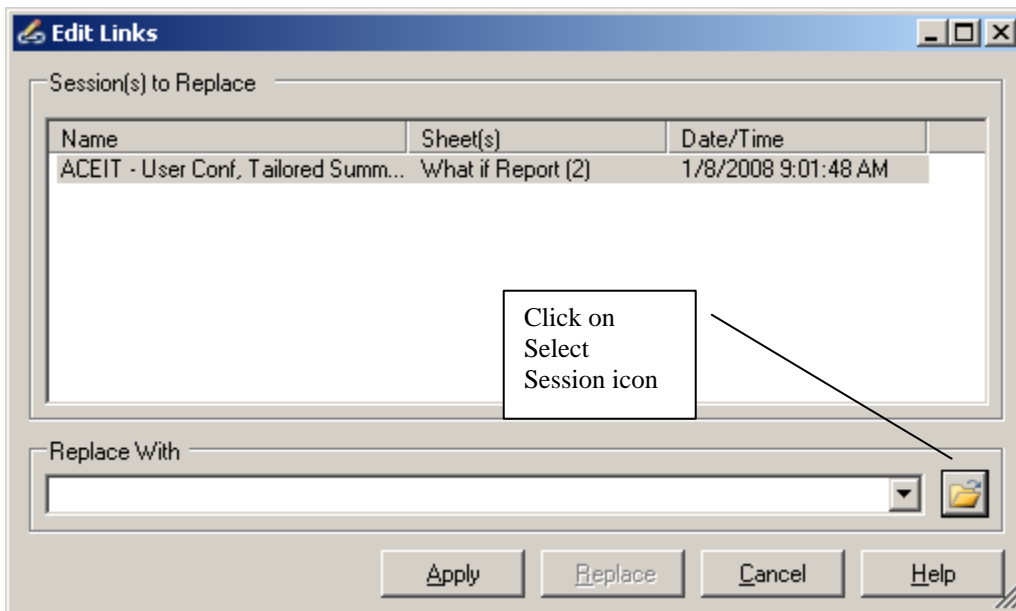 Edit Links
Session(s) to Replace
Name Sheet(s) Date/Time
ACEIT - User Conf, Tailored Summ... What if Report (2) 1/8/2008 9:01:48 AM
Click on
Select
Session icon
Replace With
Apply Replace Cancel Help